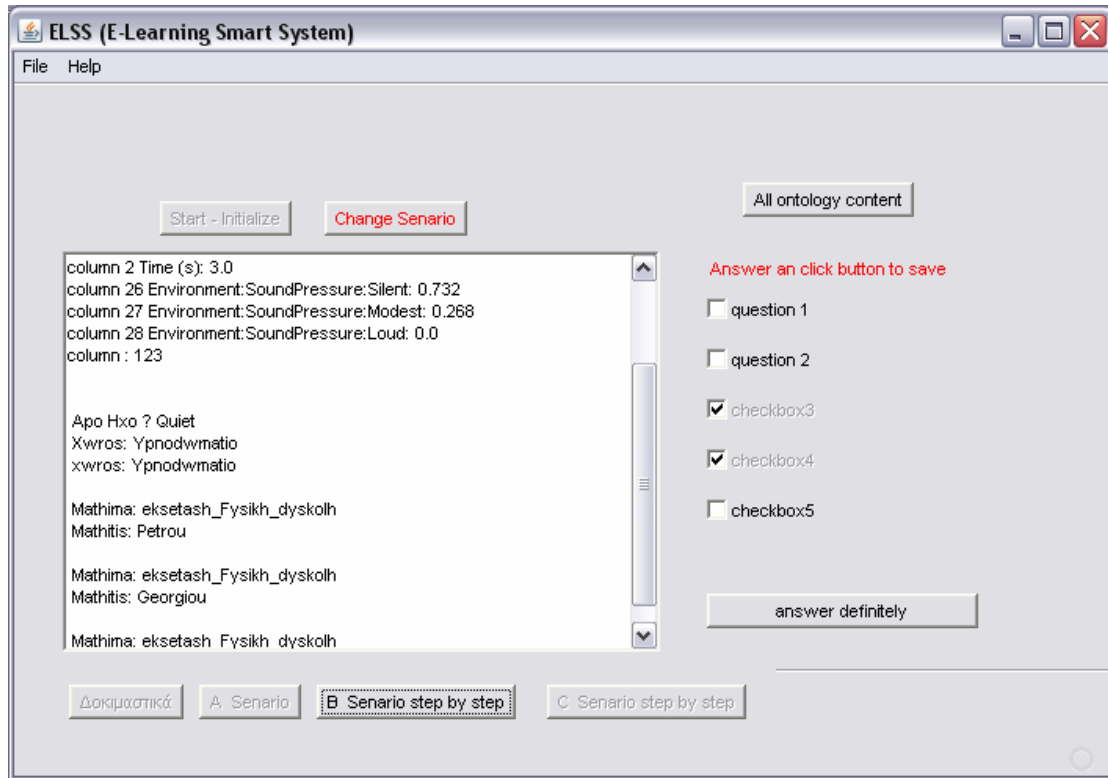 ELSS (E-Learning Smart System)
File Help
All ontology content
Start - Initialize Change Senario
column 2 Time (s): 3.0
column 26 Environment:SoundPressure:Silent: 0.732
column 27 Environment:SoundPressure:Modest: 0.268
column 28 Environment:SoundPressure:Loud: 0.0
column : 123
Apo Hxo ? Quiet
Xwros: Ypnodwmatio
xwros: Ypnodwmatio
Mathima: eksetash_Fysikh_dyskolh
Mathitis: Petrou
Mathima: eksetash_Fysikh_dyskolh
Mathitis: Georgiou
Mathima: eksetash_Fysikh_dyskolh
Answer an click button to save
question 1
question 2
checkbox3
checkbox4
checkbox5
answer definitely
Δοκιμαστικά A Senario B Senario step by step C Senario step by step